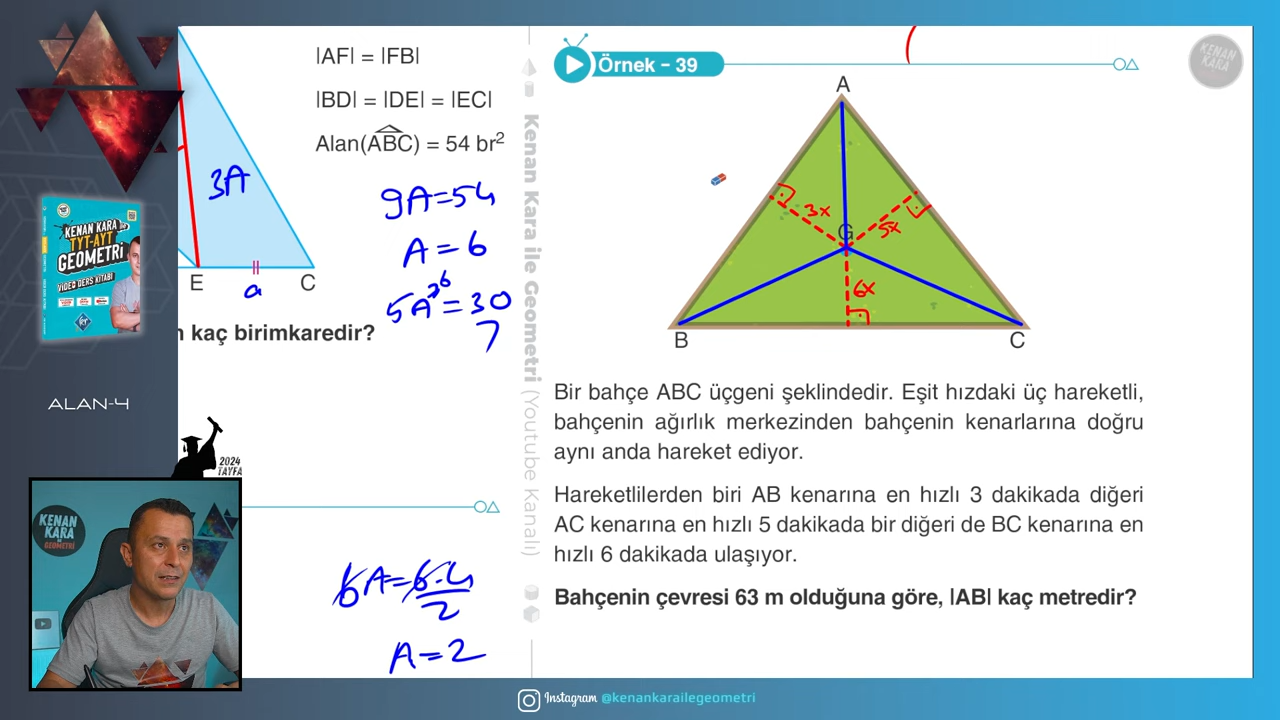 |AF| = |FB|
|BD| = |DE| = |EC|
Alan(ABC) = 54 br²
3A
9A=54
A=6
5A=30
7
E
C
a
kaç birimkaredir?
KENAN KARA
TYT-AYT
GEOMETRİ
VİDEO DERS KİTABI
ALAN-4
2024
TAYFA
KENAN KARA
GEOMETRİ
6A=6.4
2
A=2
Kenan Kara ile Geometri (Youtube Kanalı)
Örnek - 39
KENAN
KARA
A
3x
5x
G
6x
B
C
Bir bahçe ABC üçgeni şeklindedir. Eşit hızdaki üç hareketli,
bahçenin ağırlık merkezinden bahçenin kenarlarına doğru
aynı anda hareket ediyor.
Hareketlilerden biri AB kenarına en hızlı 3 dakikada diğeri
AC kenarına en hızlı 5 dakikada bir diğeri de BC kenarına en
hızlı 6 dakikada ulaşıyor.
Bahçenin çevresi 63 m olduğuna göre, |AB| kaç metredir?
Instagram @kenankarailegeometri